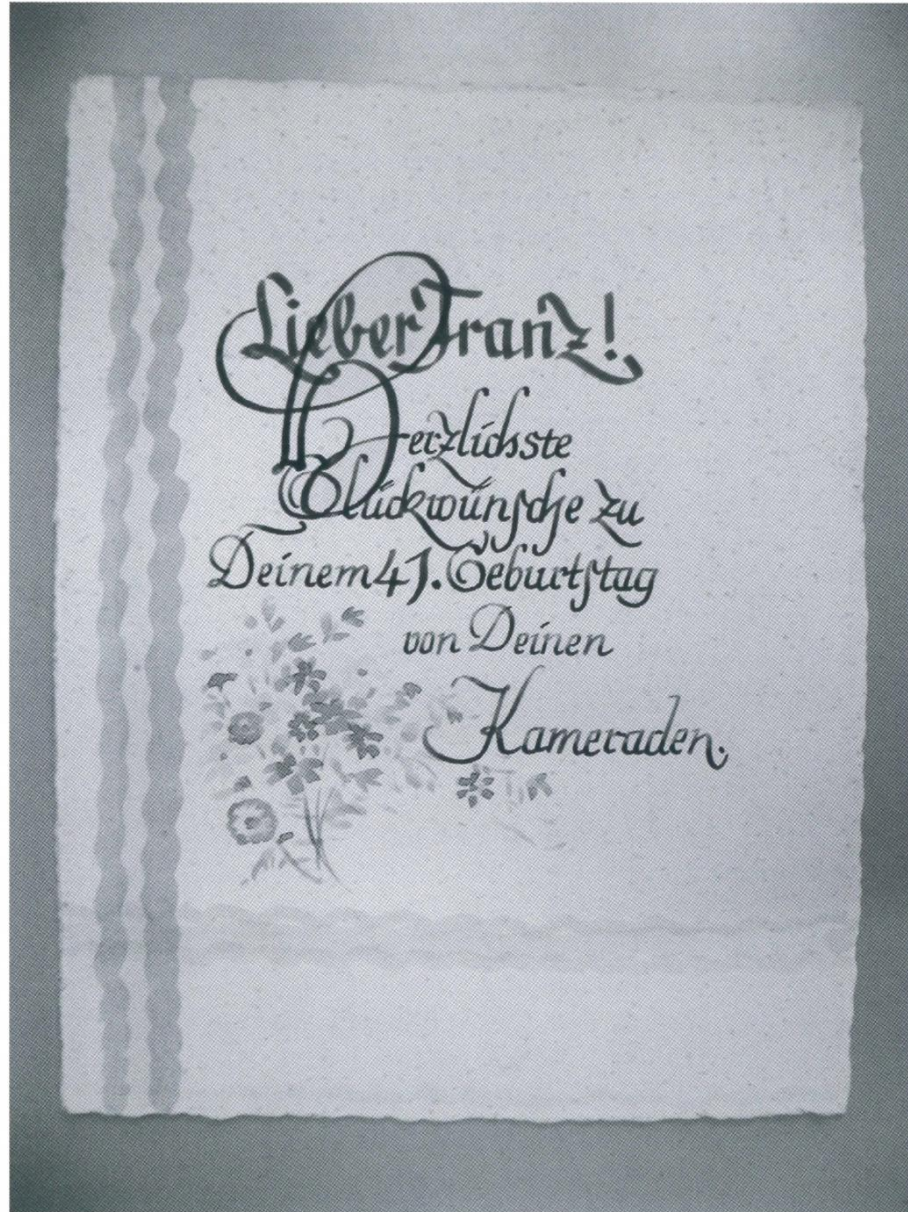 Lieber Franz!
Herzlichste
Glückwünsche zu
Deinem 41. Geburtstag
von Deinen
Kameraden.